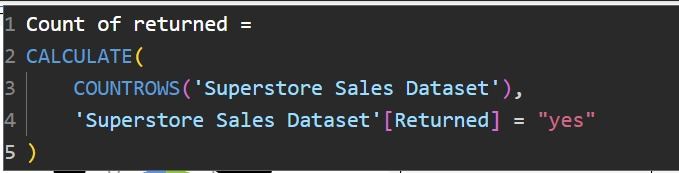 1 Count of returned =
2 CALCULATE(
3 COUNTROWS('Superstore Sales Dataset'),
4 'Superstore Sales Dataset'[Returned] = "yes"
5 )